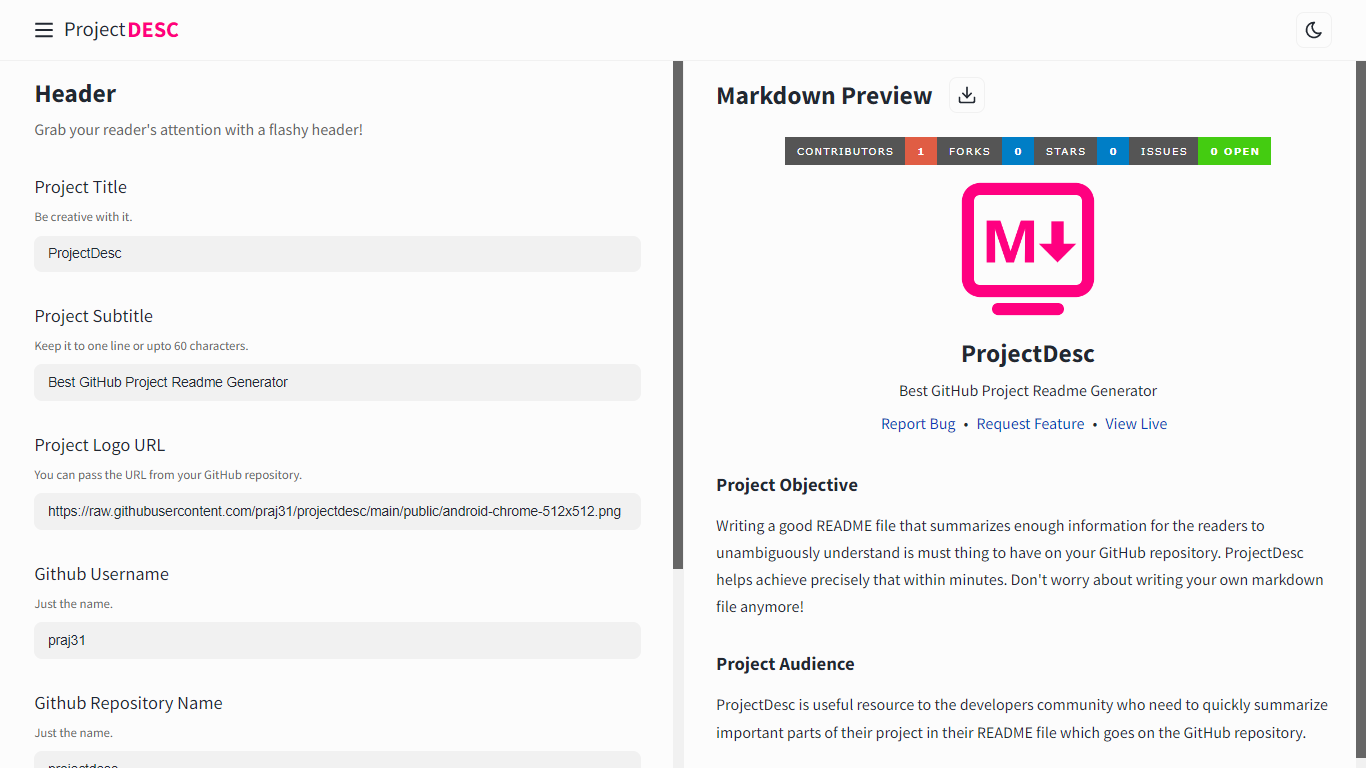 ProjectDESC
Header
Grab your reader's attention with a flashy header!
Project Title
Be creative with it.
ProjectDesc
Project Subtitle
Keep it to one line or upto 60 characters.
Best GitHub Project Readme Generator
Project Logo URL
You can pass the URL from your GitHub repository.
https://raw.githubusercontent.com/praj31/projectdesc/main/public/android-chrome-512x512.png
Github Username
Just the name.
praj31
Github Repository Name
Just the name.
projectdesc
Markdown Preview
CONTRIBUTORS 1 FORKS 0 STARS 0 ISSUES 0 OPEN
M
ProjectDesc
Best GitHub Project Readme Generator
Report Bug • Request Feature • View Live
Project Objective
Writing a good README file that summarizes enough information for the readers to
unambiguously understand is must thing to have on your GitHub repository. ProjectDesc
helps achieve precisely that within minutes. Don't worry about writing your own markdown
file anymore!
Project Audience
ProjectDesc is useful resource to the developers community who need to quickly summarize
important parts of their project in their README file which goes on the GitHub repository.